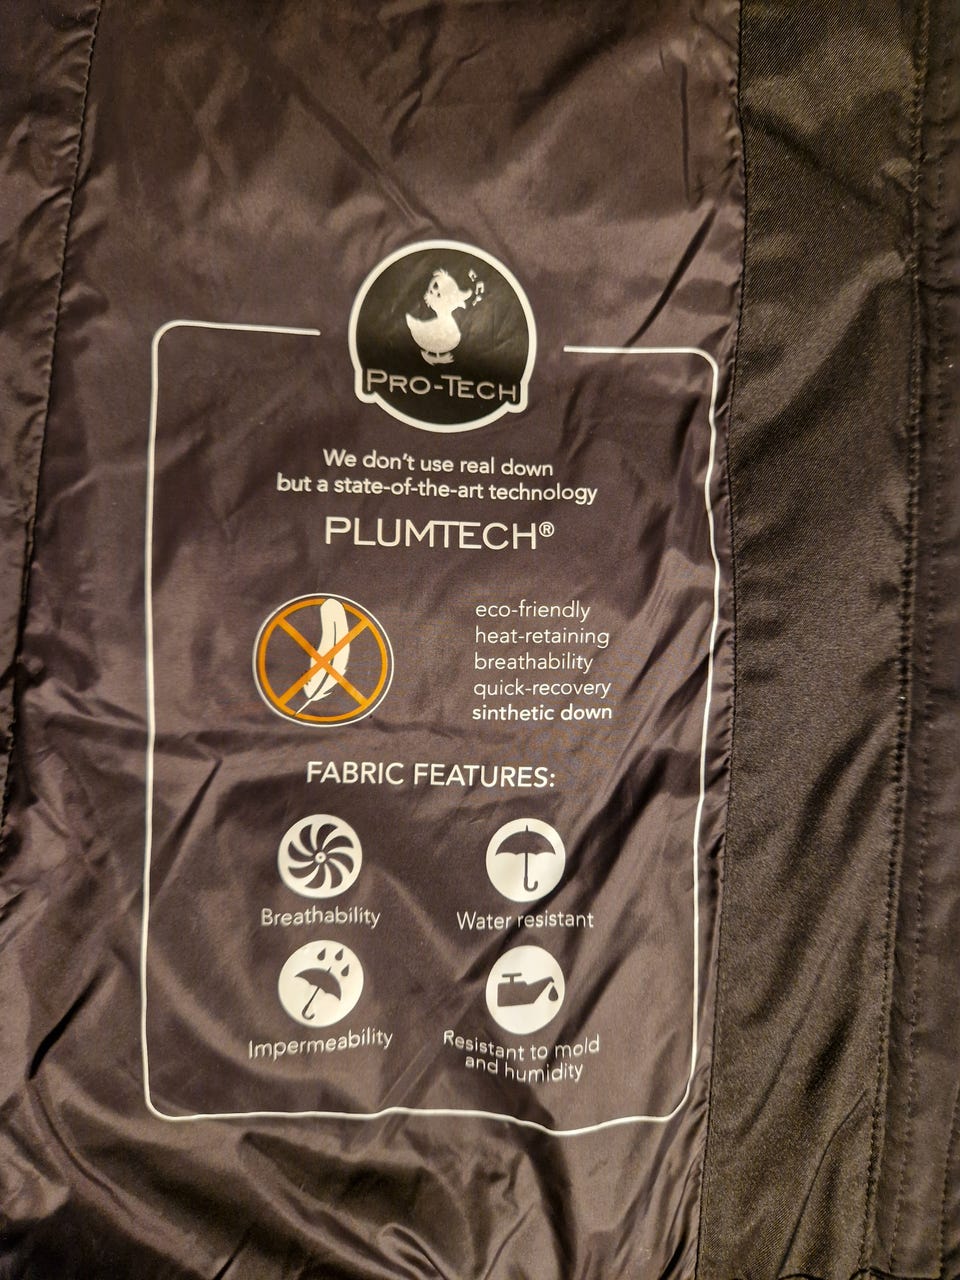 PRO-TECH
We don't use real down
but a state-of-the-art technology
PLUMTECH®
eco-friendly
heat-retaining
breathability
quick-recovery
sinthetic down
FABRIC FEATURES:
Breathability
Water resistant
Impermeability
Resistant to mold
and humidity